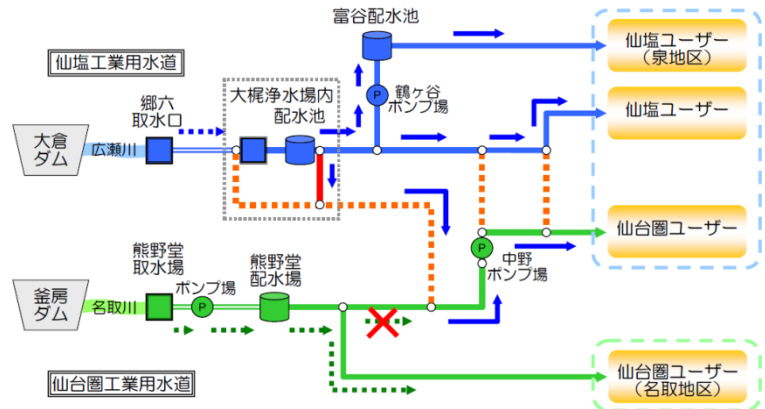 富谷配水池
仙塩ユーザー
（泉地区）
仙塩工業用水道
郷六
取水口
大梶浄水場内
配水池
P
鶴ヶ谷
ポンプ場
仙塩ユーザー
大倉
ダム
広瀬川
仙台圏ユーザー
熊野堂
取水場
ポンプ場
熊野堂
配水場
P
中野
ポンプ場
釜房
ダム
名取川
P
仙台圏工業用水道
仙台圏ユーザー
（名取地区）